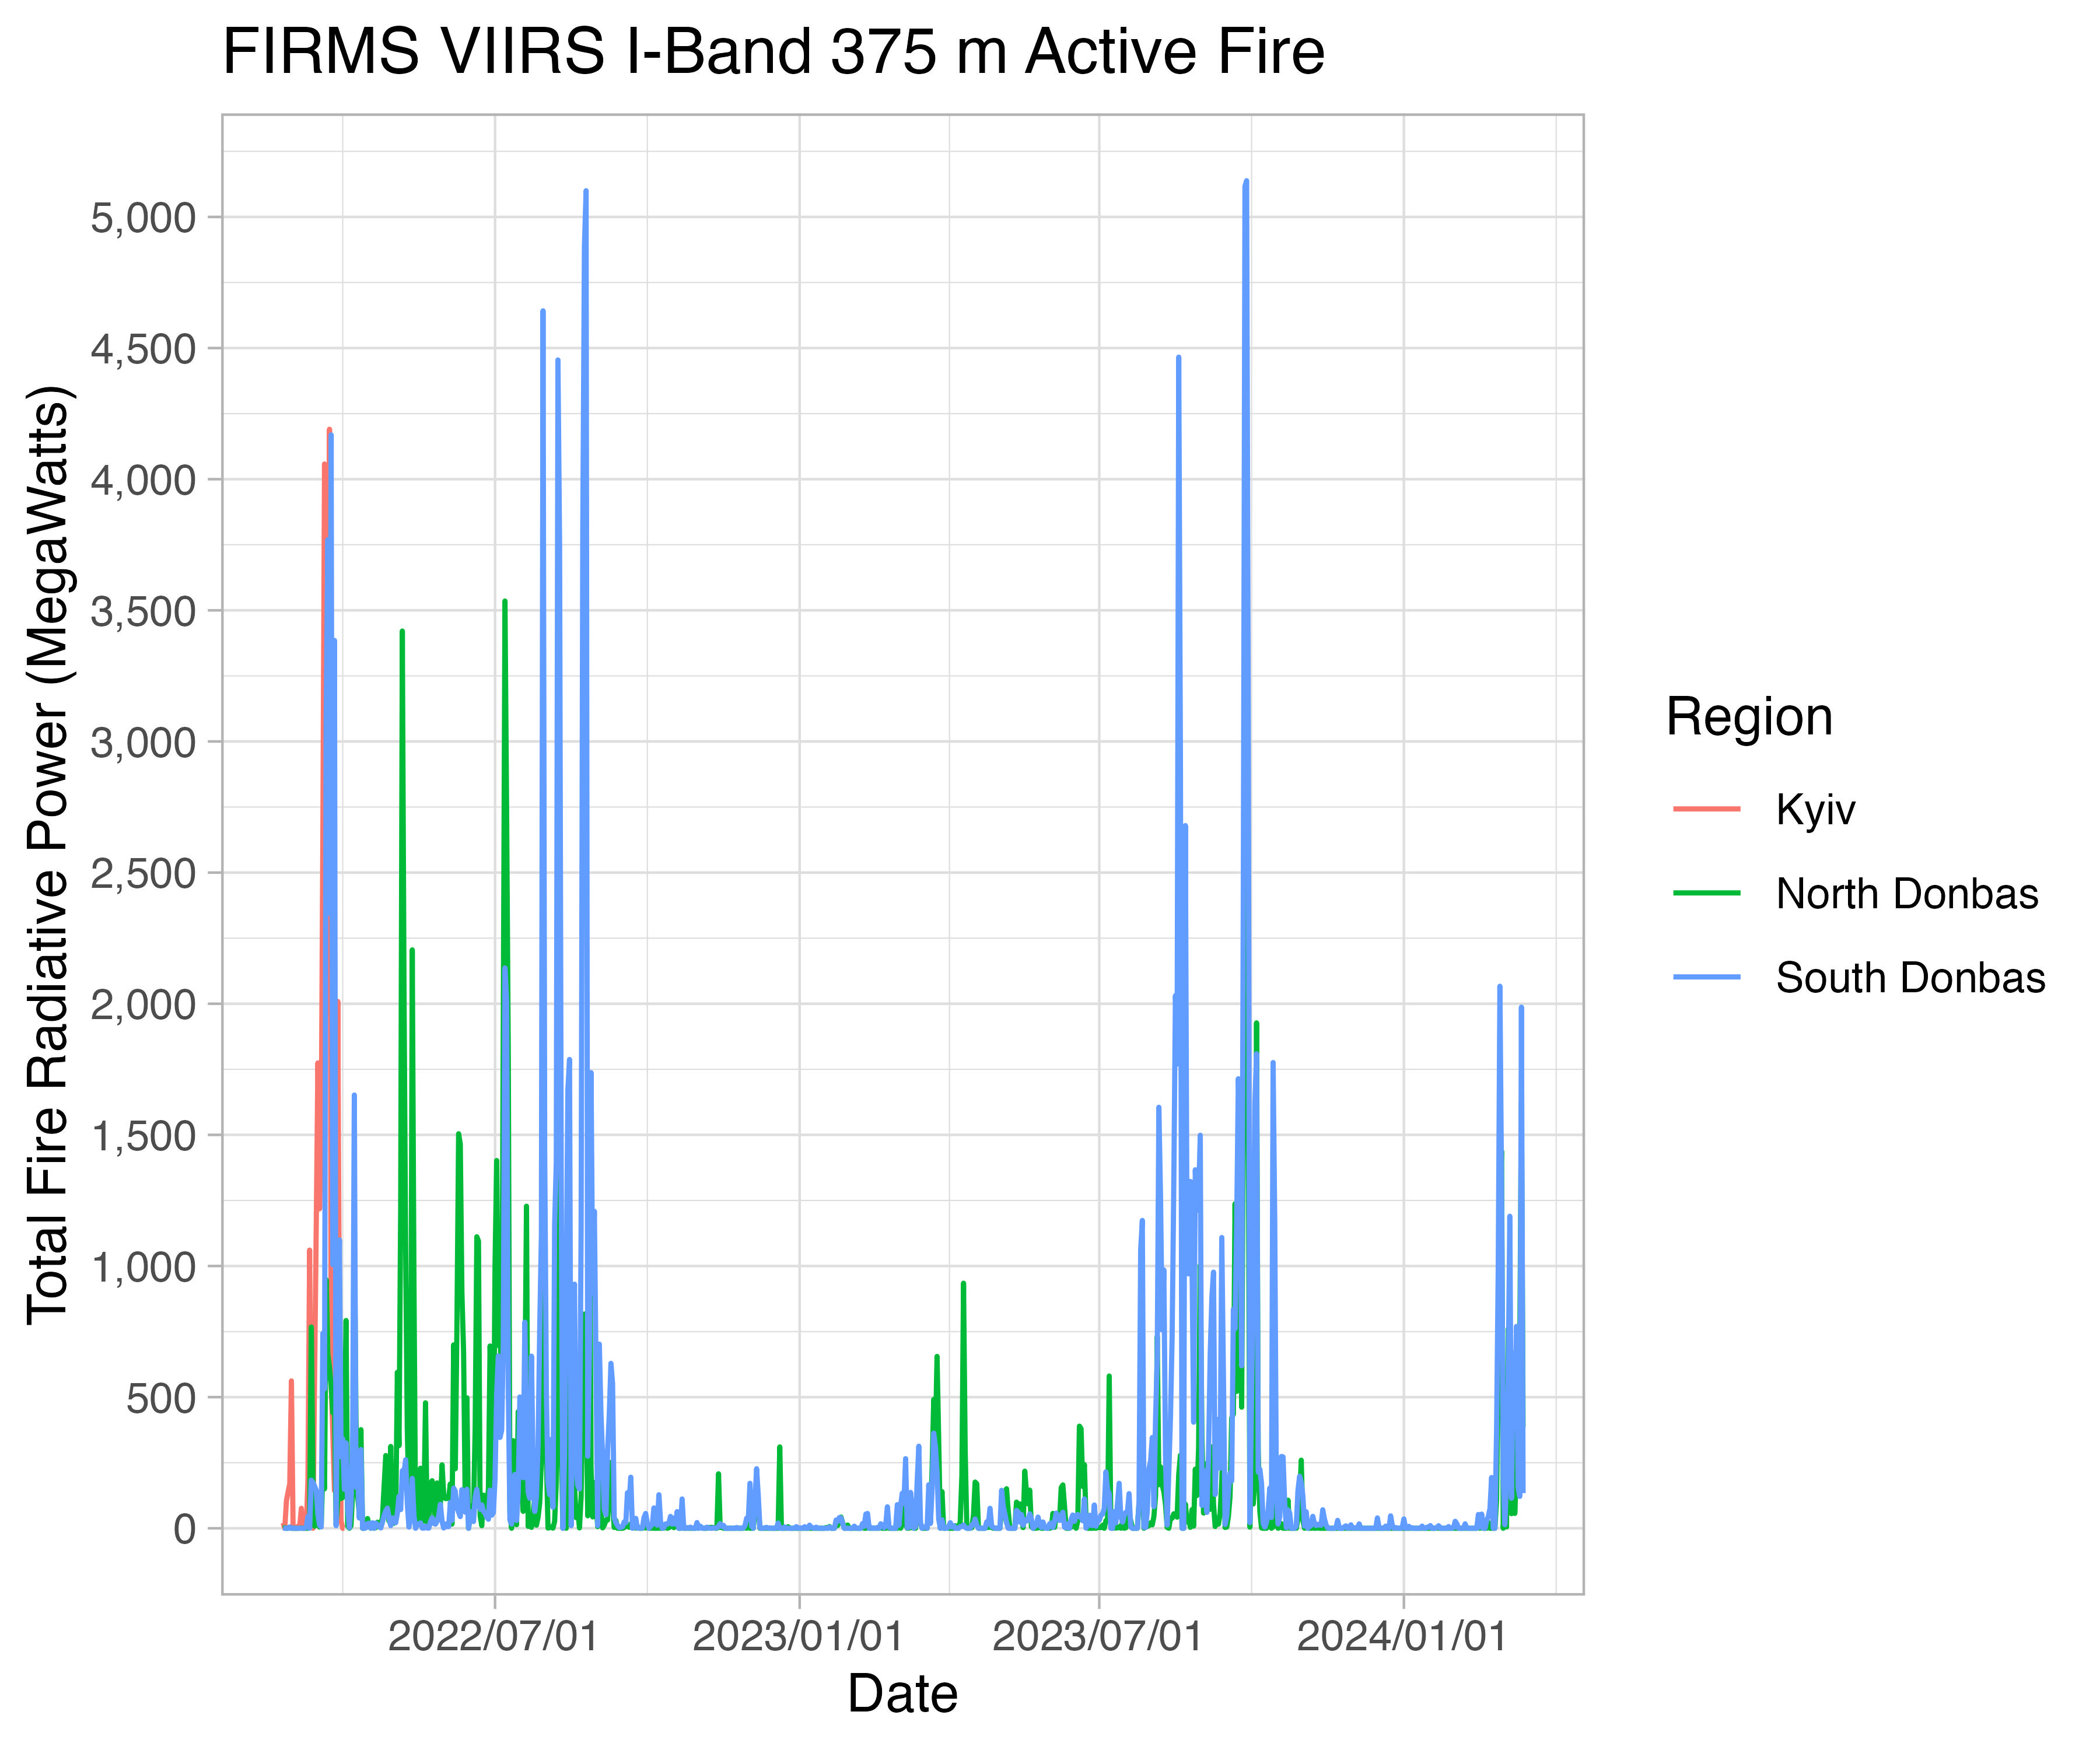 FIRMS VIIRS I-Band 375 m Active Fire
Total Fire Radiative Power (MegaWatts)
5,000
4,500
4,000
3,500
3,000
2,500
2,000
1,500
1,000
500
0
2022/07/01 2023/01/01 2023/07/01 2024/01/01
Date
Region
Kyiv
North Donbas
South Donbas